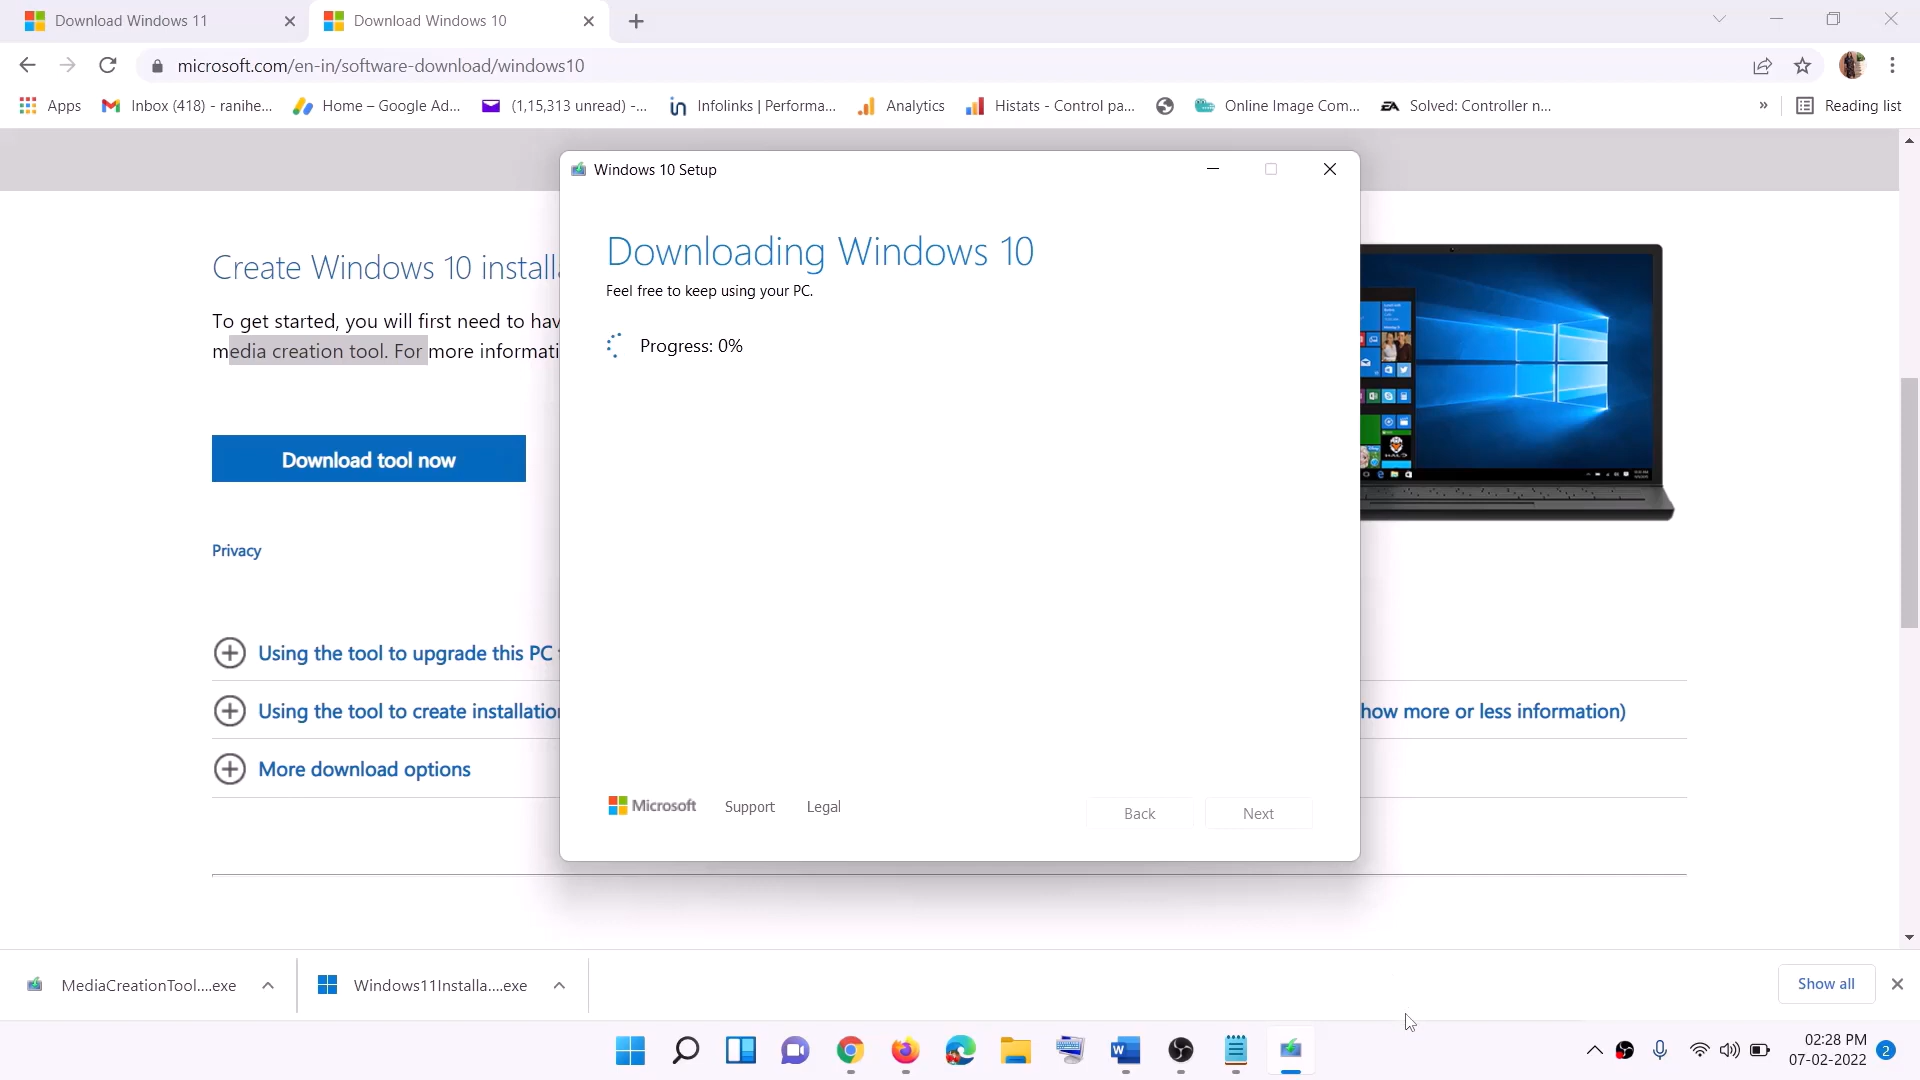 Download Windows 11
Download Windows 10
microsoft.com/en-in/software-download/windows10
Apps
Inbox (418) - ranihe...
Home – Google Ad...
(1,15,313 unread) -...
Infolinks | Performa...
Analytics
Histats - Control pa...
Online Image Com...
Solved: Controller n...
»
Reading list
Windows 10 Setup
Downloading Windows 10
Feel free to keep using your PC.
Progress: 0%
Create Windows 10 install
To get started, you will first need to hav
media creation tool. For more informati
Download tool now
Privacy
Using the tool to upgrade this PC
Using the tool to create installation
how more or less information)
More download options
Microsoft
Support
Legal
Back
Next
MediaCreationTool....exe
Windows11Installa....exe
Show all
02:28 PM
07-02-2022
2